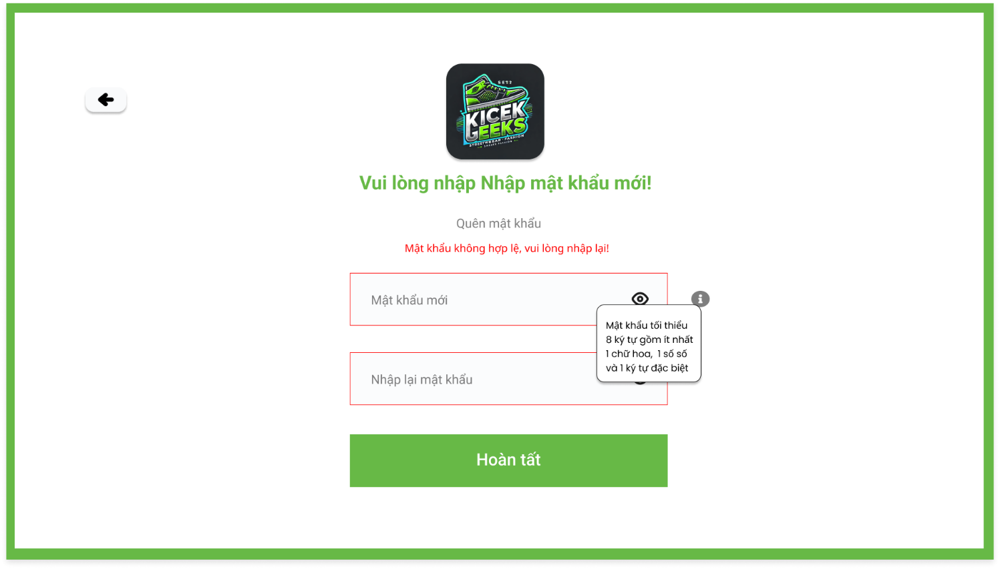 KICEK
GEEKS
STREETWBBAR · FASHION
Vui lòng nhập Nhập mật khẩu mới!
Quên mật khẩu
Mật khẩu không hợp lệ, vui lòng nhập lại!
Mật khẩu mới
Mật khẩu tối thiểu
8 ký tự gồm ít nhất
1 chữ hoa, 1 số số
và 1 ký tự đặc biệt
Nhập lại mật khẩu
Hoàn tất